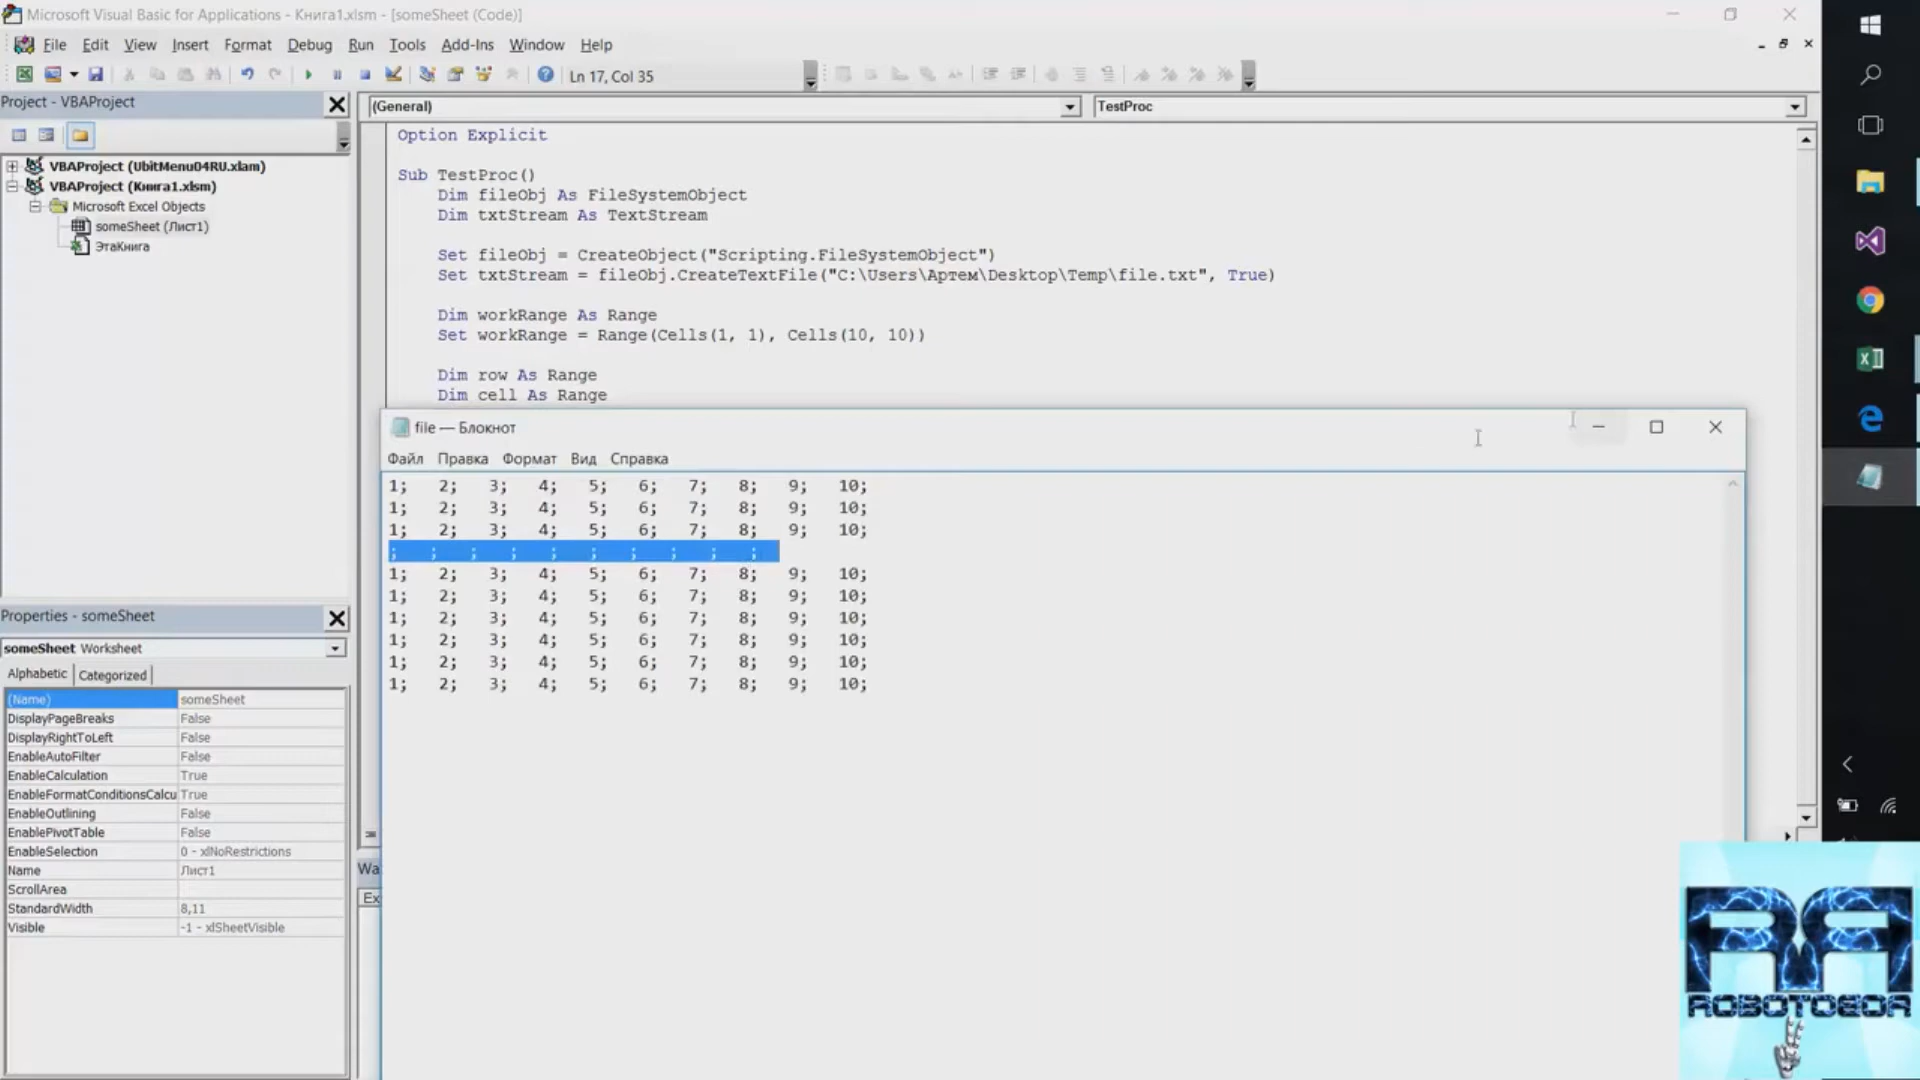 Microsoft Visual Basic for Applications - Книга1.xlsm - [someSheet (Code)]
File Edit View Insert Format Debug Run Tools Add-Ins Window Help
Ln 17, Col 35
Project - VBAProject
VBAProject (UbitMenu04RU.xlam)
VBAProject (Книга1.xlsm)
Microsoft Excel Objects
someSheet (Лист1)
ЭтаКнига
Properties - someSheet
someSheet Worksheet
Alphabetic Categorized
(Name) someSheet
DisplayPageBreaks False
DisplayRightToLeft False
EnableAutoFilter False
EnableCalculation True
EnableFormatConditionsCalcu True
EnableOutlining False
EnablePivotTable False
EnableSelection 0 - xlNoRestrictions
Name Лист1
ScrollArea
StandardWidth 8,11
Visible -1 - xlSheetVisible
(General) TestProc
Option Explicit
Sub TestProc()
Dim fileObj As FileSystemObject
Dim txtStream As TextStream
Set fileObj = CreateObject("Scripting.FileSystemObject")
Set txtStream = fileObj.CreateTextFile("C:\Users\Артем\Desktop\Temp\file.txt", True)
Dim workRange As Range
Set workRange = Range(Cells(1, 1), Cells(10, 10))
Dim row As Range
Dim cell As Range
file — Блокнот
Файл Правка Формат Вид Справка
1; 2; 3; 4; 5; 6; 7; 8; 9; 10;
1; 2; 3; 4; 5; 6; 7; 8; 9; 10;
1; 2; 3; 4; 5; 6; 7; 8; 9; 10;
; ; ; ; ; ; ; ; ; ;
1; 2; 3; 4; 5; 6; 7; 8; 9; 10;
1; 2; 3; 4; 5; 6; 7; 8; 9; 10;
1; 2; 3; 4; 5; 6; 7; 8; 9; 10;
1; 2; 3; 4; 5; 6; 7; 8; 9; 10;
1; 2; 3; 4; 5; 6; 7; 8; 9; 10;
1; 2; 3; 4; 5; 6; 7; 8; 9; 10;
Wa
Ex